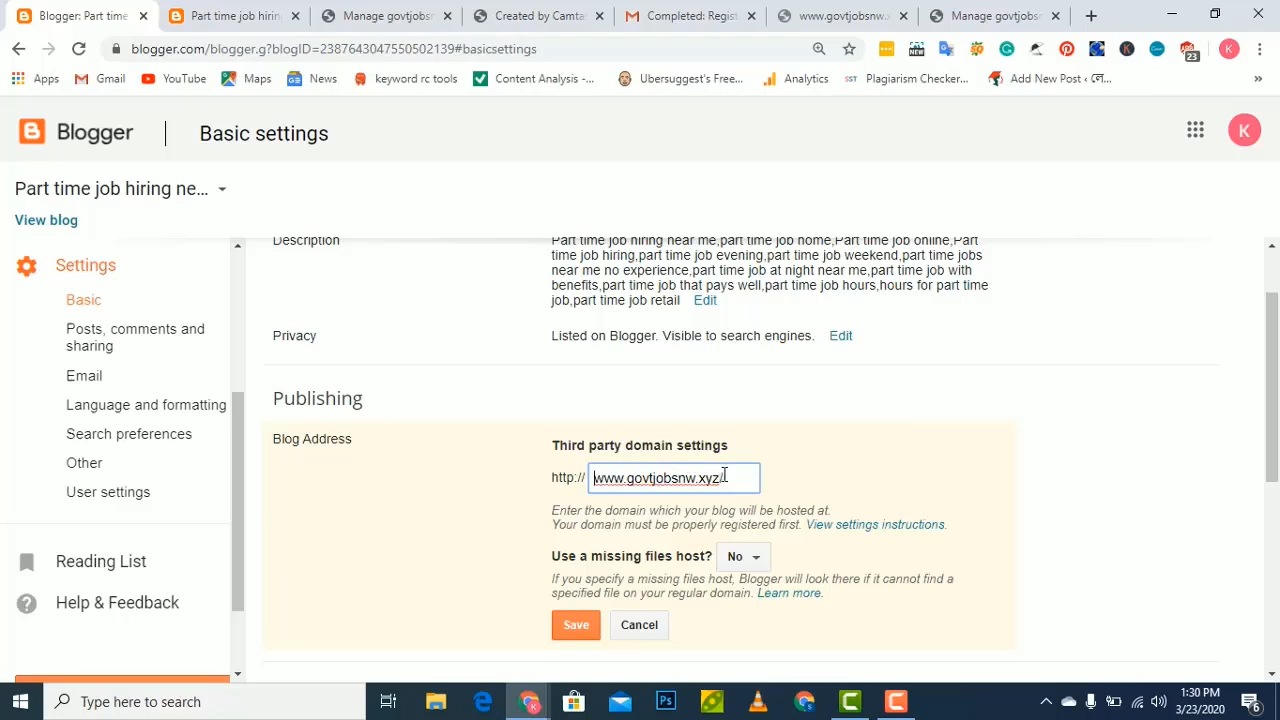 Blogger: Part time
Part time job hirin
Manage govtjobsn
Created by Camta
Completed: Regist
www.govtjobsnw.x
Manage govtjobs
blogger.com/blogger.g?blogID=2387643047550502139#basicsettings
K
23
Apps
Gmail
YouTube
Maps
News
keyword rc tools
Content Analysis -...
Ubersuggest's Free...
Analytics
SST
Plagiarism Checker...
Add New Post ‹ লে...
»
Blogger
Basic settings
K
Part time job hiring ne...
View blog
Settings
Basic
Posts, comments and
sharing
Email
Language and formatting
Search preferences
Other
User settings
Reading List
Help & Feedback
Description
Part time job hiring near me,part time job home,Part time job online,Part
time job hiring,part time job evening,part time job weekend,part time jobs
near me no experience,part time job at night near me,part time job with
benefits,part time job that pays well,part time job hours,hours for part time
job,part time job retail Edit
Privacy
Listed on Blogger. Visible to search engines. Edit
Publishing
Blog Address
Third party domain settings
http:// www.govtjobsnw.xyz/
Enter the domain which your blog will be hosted at.
Your domain must be properly registered first. View settings instructions.
Use a missing files host? No
If you specify a missing files host, Blogger will look there if it cannot find a
specified file on your regular domain. Learn more.
Save
Cancel
Type here to search
1:30 PM
3/23/2020
6